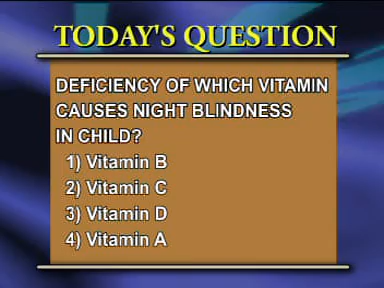 TODAY'S QUESTION
DEFICIENCY OF WHICH VITAMIN
CAUSES NIGHT BLINDNESS
IN CHILD?
1) Vitamin B
2) Vitamin C
3) Vitamin D
4) Vitamin A